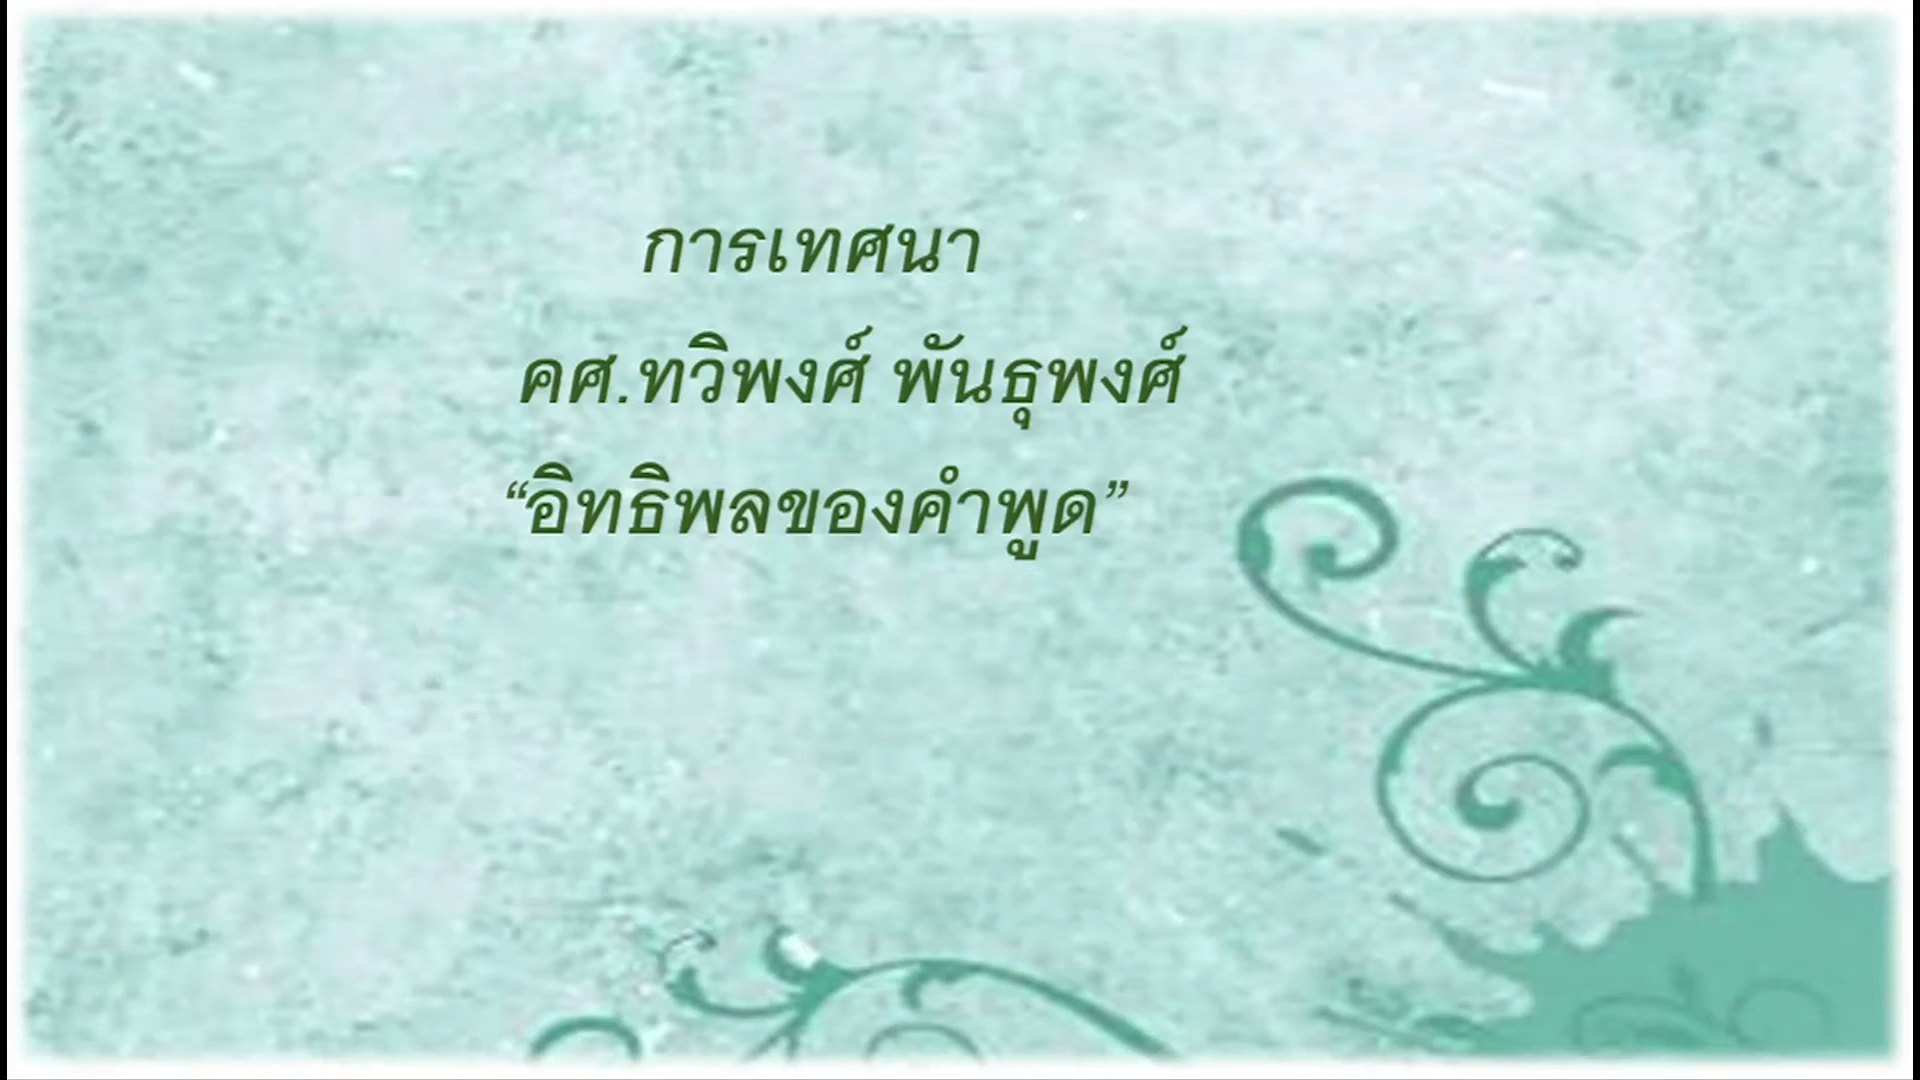 การเทศนา
คศ.ทวิพงศ์ พันธุพงศ์
“อิทธิพลของคำพูด”